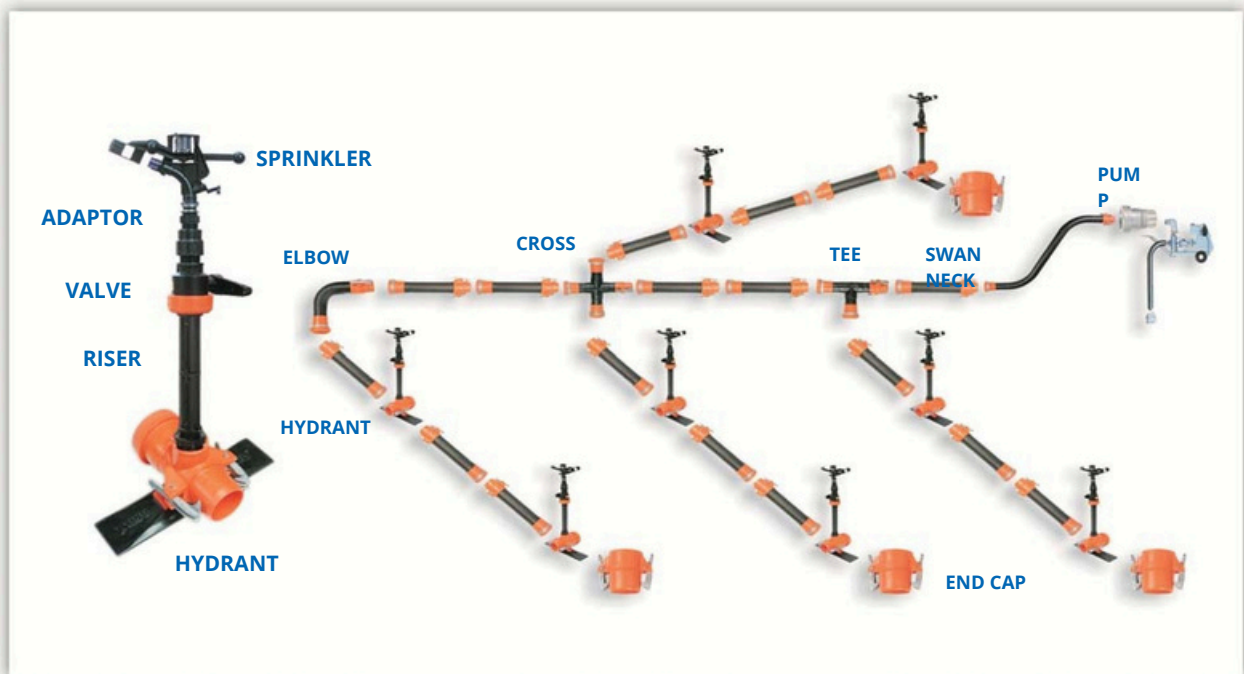 SPRINKLER
ADAPTOR
VALVE
RISER
HYDRANT
ELBOW
CROSS
TEE
SWAN
NECK
PUM
P
HYDRANT
END CAP